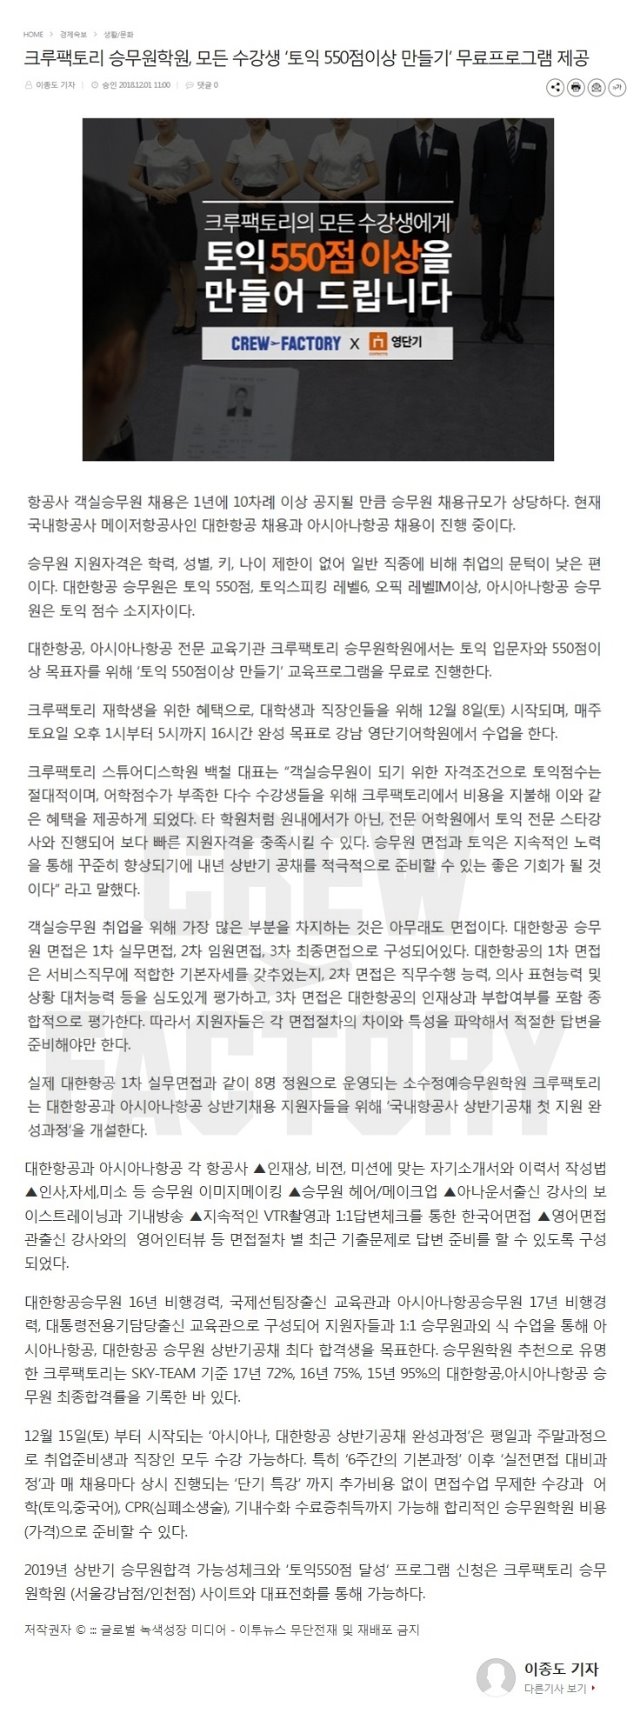 HOME > 경제속보 > 생활/문화
크루팩토리 승무원학원, 모든 수강생 ‘토익 550점이상 만들기’ 무료프로그램 제공
이종도 기자 | 승인 2018.12.01 11:00 | 댓글 0
가
크루팩토리의 모든 수강생에게
토익 550점 이상을
만들어 드립니다
CREW FACTORY X 영단기
항공사 객실승무원 채용은 1년에 10차례 이상 공지될 만큼 승무원 채용규모가 상당하다. 현재
국내항공사 메이저항공사인 대한항공 채용과 아시아나항공 채용이 진행 중이다.
승무원 지원자격은 학력, 성별, 키, 나이 제한이 없어 일반 직종에 비해 취업의 문턱이 낮은 편
이다. 대한항공 승무원은 토익 550점, 토익스피킹 레벨6, 오픽 레벨IM이상, 아시아나항공 승무
원은 토익 점수 소지자이다.
대한항공, 아시아나항공 전문 교육기관 크루팩토리 승무원학원에서는 토익 입문자와 550점이
상 목표자를 위해 ‘토익 550점이상 만들기’ 교육프로그램을 무료로 진행한다.
크루팩토리 재학생을 위한 혜택으로, 대학생과 직장인들을 위해 12월 8일(토) 시작되며, 매주
토요일 오후 1시부터 5시까지 16시간 완성 목표로 강남 영단기어학원에서 수업을 한다.
크루팩토리 스튜어디스학원 백철 대표는 “객실승무원이 되기 위한 자격조건으로 토익점수는
절대적이며, 어학점수가 부족한 다수 수강생들을 위해 크루팩토리에서 비용을 지불해 이와 같
은 혜택을 제공하게 되었다. 타 학원처럼 원내에서가 아닌, 전문 어학원에서 토익 전문 스타강
사와 진행되어 보다 빠른 지원자격을 충족시킬 수 있다. 승무원 면접과 토익은 지속적인 노력
을 통해 꾸준히 향상되기에 내년 상반기 공채를 적극적으로 준비할 수 있는 좋은 기회가 될 것
이다” 라고 말했다.
객실승무원 취업을 위해 가장 많은 부분을 차지하는 것은 아무래도 면접이다. 대한항공 승무
원 면접은 1차 실무면접, 2차 임원면접, 3차 최종면접으로 구성되어있다. 대한항공의 1차 면접
은 서비스직무에 적합한 기본자세를 갖추었는지, 2차 면접은 직무수행 능력, 의사 표현능력 및
상황 대처능력 등을 심도있게 평가하고, 3차 면접은 대한항공의 인재상과 부합여부를 포함 종
합적으로 평가한다. 따라서 지원자들은 각 면접절차의 차이와 특성을 파악해서 적절한 답변을
준비해야만 한다.
CREW
FACTORY
실제 대한항공 1차 실무면접과 같이 8명 정원으로 운영되는 소수정예승무원학원 크루팩토리
는 대한항공과 아시아나항공 상반기채용 지원자들을 위해 ‘국내항공사 상반기공채 첫 지원 완
성과정’을 개설한다.
대한항공과 아시아나항공 각 항공사 ▲인재상, 비전, 미션에 맞는 자기소개서와 이력서 작성법
▲인사,자세,미소 등 승무원 이미지메이킹 ▲승무원 헤어/메이크업 ▲아나운서출신 강사의 보
이스트레이닝과 기내방송 ▲지속적인 VTR촬영과 1:1답변체크를 통한 한국어면접 ▲영어면접
관출신 강사와의 영어인터뷰 등 면접절차 별 최근 기출문제로 답변 준비를 할 수 있도록 구성
되었다.
대한항공승무원 16년 비행경력, 국제선팀장출신 교육관과 아시아나항공승무원 17년 비행경
력, 대통령전용기담당출신 교육관으로 구성되어 지원자들과 1:1 승무원과외 식 수업을 통해 아
시아나항공, 대한항공 승무원 상반기공채 최다 합격생을 목표한다. 승무원학원 추천으로 유명
한 크루팩토리는 SKY-TEAM 기준 17년 72%, 16년 75%, 15년 95%의 대한항공,아시아나항공 승
무원 최종합격률을 기록한 바 있다.
12월 15일(토) 부터 시작되는 ‘아시아나, 대한항공 상반기공채 완성과정’은 평일과 주말과정으
로 취업준비생과 직장인 모두 수강 가능하다. 특히 ‘6주간의 기본과정’ 이후 ‘실전면접 대비과
정’과 매 채용마다 상시 진행되는 ‘단기 특강’ 까지 추가비용 없이 면접수업 무제한 수강과 어
학(토익,중국어), CPR(심폐소생술), 기내수화 수료증취득까지 가능해 합리적인 승무원학원 비용
(가격)으로 준비할 수 있다.
2019년 상반기 승무원합격 가능성체크와 ‘토익550점 달성‘ 프로그램 신청은 크루팩토리 승무
원학원 (서울강남점/인천점) 사이트와 대표전화를 통해 가능하다.
저작권자 © ::: 글로벌 녹색성장 미디어 - 이투뉴스 무단전재 및 재배포 금지
이종도 기자
다른기사 보기